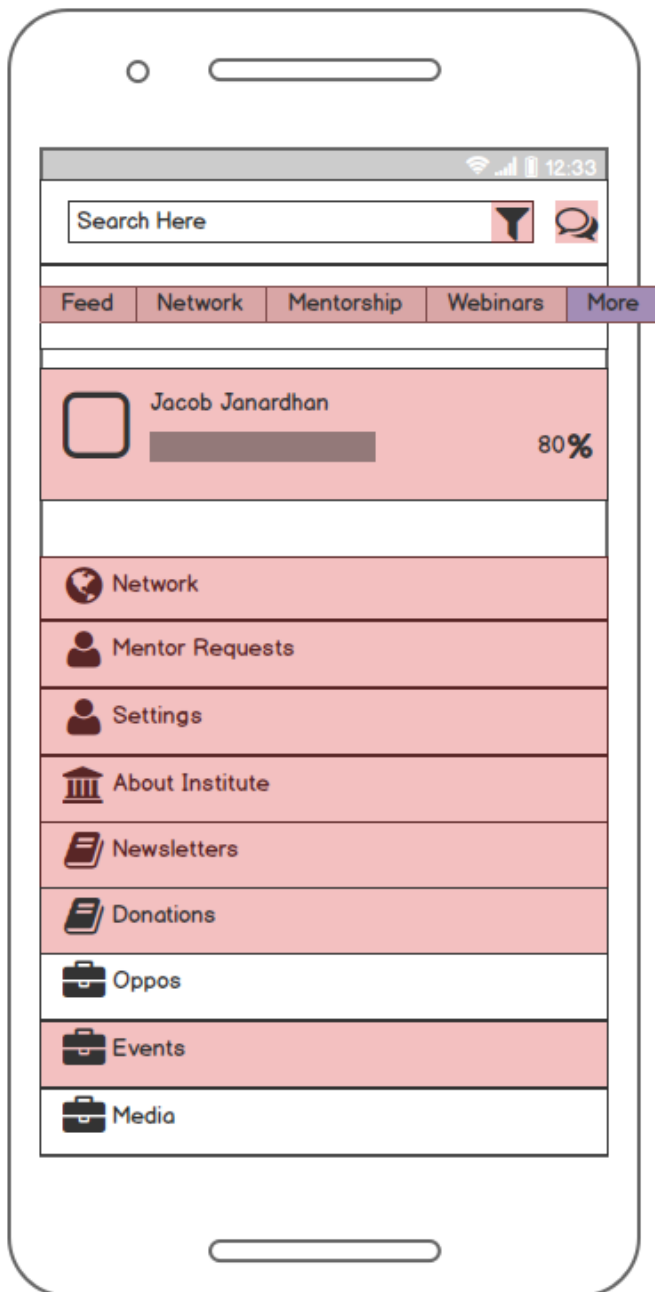 12:33
Search Here
Feed Network Mentorship Webinars More
Jacob Janardhan
80%
Network
Mentor Requests
Settings
About Institute
Newsletters
Donations
Oppos
Events
Media